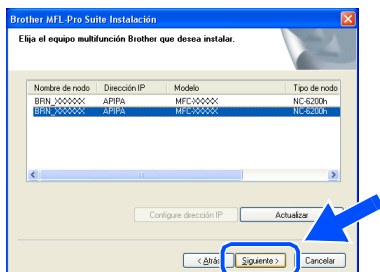 Brother MFL-Pro Suite Instalación
Elija el equipo multifunción Brother que desea instalar.
Nombre de nodo Dirección IP Modelo Tipo de nodo
BRN_XXXXXX APIPA MFC-XXXXX NC-6200h
BRN_XXXXXX APIPA MFC-XXXXX NC-6200h
Configure dirección IP Actualizar
< Atrás Siguiente > Cancelar